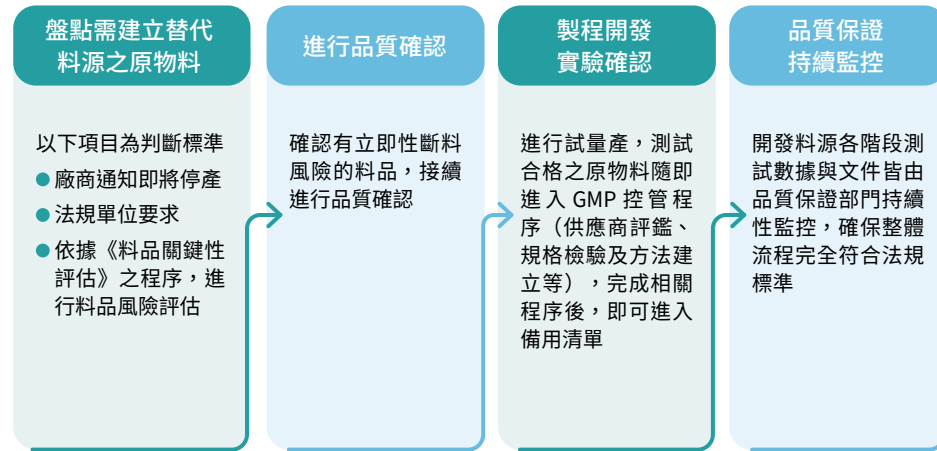 盤點需建立替代
料源之原物料
以下項目為判斷標準
廠商通知即將停產
法規單位要求
依據《料品關鍵性
評估》之程序，進
行料品風險評估
進行品質確認
確認有立即性斷料
風險的料品，接續
進行品質確認
製程開發
實驗確認
進行試量產，測試
合格之原物料隨即
進入 GMP 控管程
序（供應商評鑑、
規格檢驗及方法建
立等），完成相關
程序後，即可進入
備用清單
品質保證
持續監控
開發料源各階段測
試數據與文件皆由
品質保證部門持續
性監控，確保整體
流程完全符合法規
標準